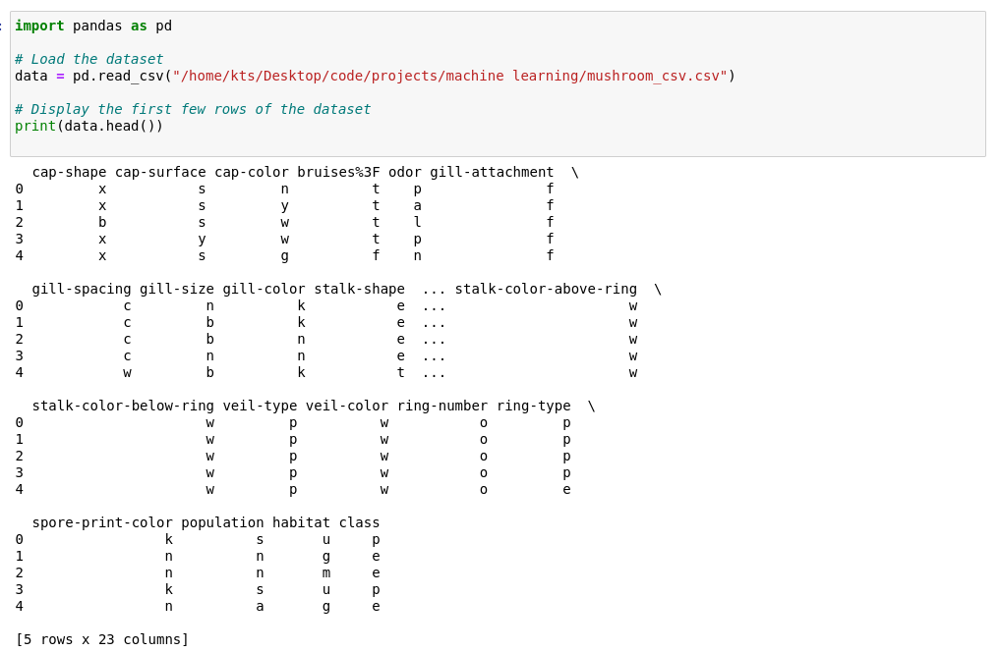 import pandas as pd
# Load the dataset
data = pd.read_csv("/home/kts/Desktop/code/projects/machine learning/mushroom_csv.csv")
# Display the first few rows of the dataset
print(data.head())
cap-shape cap-surface cap-color bruises%3F odor gill-attachment \
0 x s n t p f
1 x s y t a f
2 b s w t l f
3 x y w t p f
4 x s g f n f
gill-spacing gill-size gill-color stalk-shape ... stalk-color-above-ring \
0 c n k e ... w
1 c b k e ... w
2 c b n e ... w
3 c n n e ... w
4 w b k t ... w
stalk-color-below-ring veil-type veil-color ring-number ring-type \
0 w p w o p
1 w p w o p
2 w p w o p
3 w p w o p
4 w p w o e
spore-print-color population habitat class
0 k s u p
1 n n g e
2 n n m e
3 k s u p
4 n a g e
[5 rows x 23 columns]